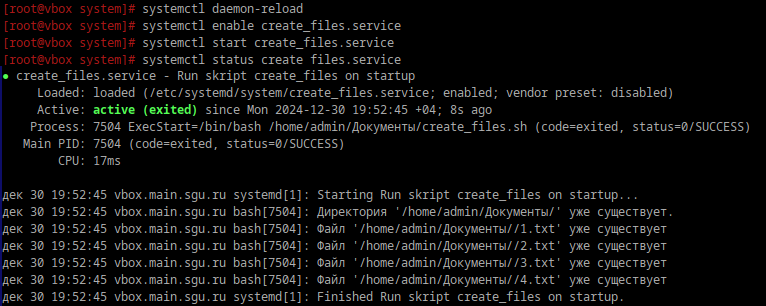 [root@vbox system]# systemctl daemon-reload
[root@vbox system]# systemctl enable create_files.service
[root@vbox system]# systemctl start create_files.service
[root@vbox system]# systemctl status create_files.service
● create_files.service - Run skript create_files on startup
Loaded: loaded (/etc/systemd/system/create_files.service; enabled; vendor preset: disabled)
Active: active (exited) since Mon 2024-12-30 19:52:45 +04; 8s ago
Process: 7504 ExecStart=/bin/bash /home/admin/Документы/create_files.sh (code=exited, status=0/SUCCESS)
Main PID: 7504 (code=exited, status=0/SUCCESS)
CPU: 17ms
дек 30 19:52:45 vbox.main.sgu.ru systemd[1]: Starting Run skript create_files on startup...
дек 30 19:52:45 vbox.main.sgu.ru bash[7504]: Директория '/home/admin/Документы/' уже существует.
дек 30 19:52:45 vbox.main.sgu.ru bash[7504]: Файл '/home/admin/Документы//1.txt' уже существует
дек 30 19:52:45 vbox.main.sgu.ru bash[7504]: Файл '/home/admin/Документы//2.txt' уже существует
дек 30 19:52:45 vbox.main.sgu.ru bash[7504]: Файл '/home/admin/Документы//3.txt' уже существует
дек 30 19:52:45 vbox.main.sgu.ru bash[7504]: Файл '/home/admin/Документы//4.txt' уже существует
дек 30 19:52:45 vbox.main.sgu.ru systemd[1]: Finished Run skript create_files on startup.